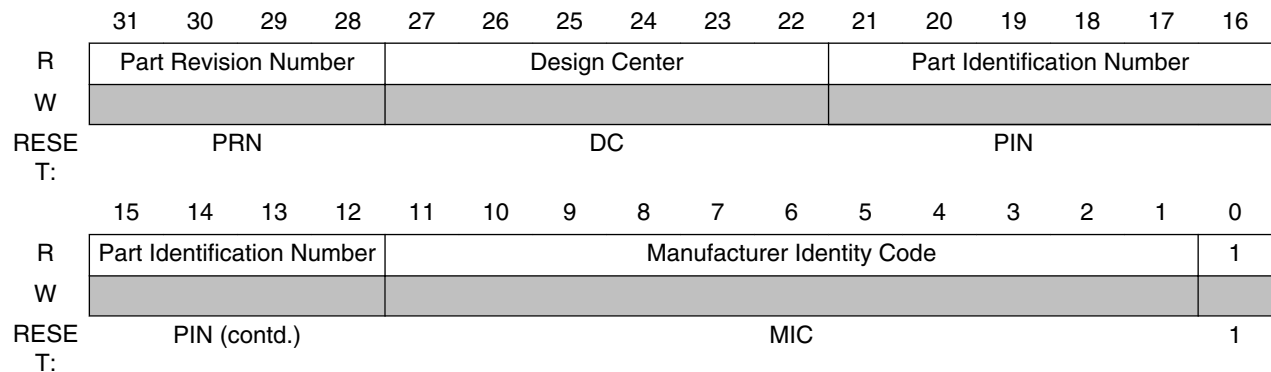 31 30 29 28 27 26 25 24 23 22 21 20 19 18 17 16
R Part Revision Number Design Center Part Identification Number
W
RESE PRN DC PIN
T:
15 14 13 12 11 10 9 8 7 6 5 4 3 2 1 0
R Part Identification Number Manufacturer Identity Code 1
W
RESE PIN (contd.) MIC 1
T: